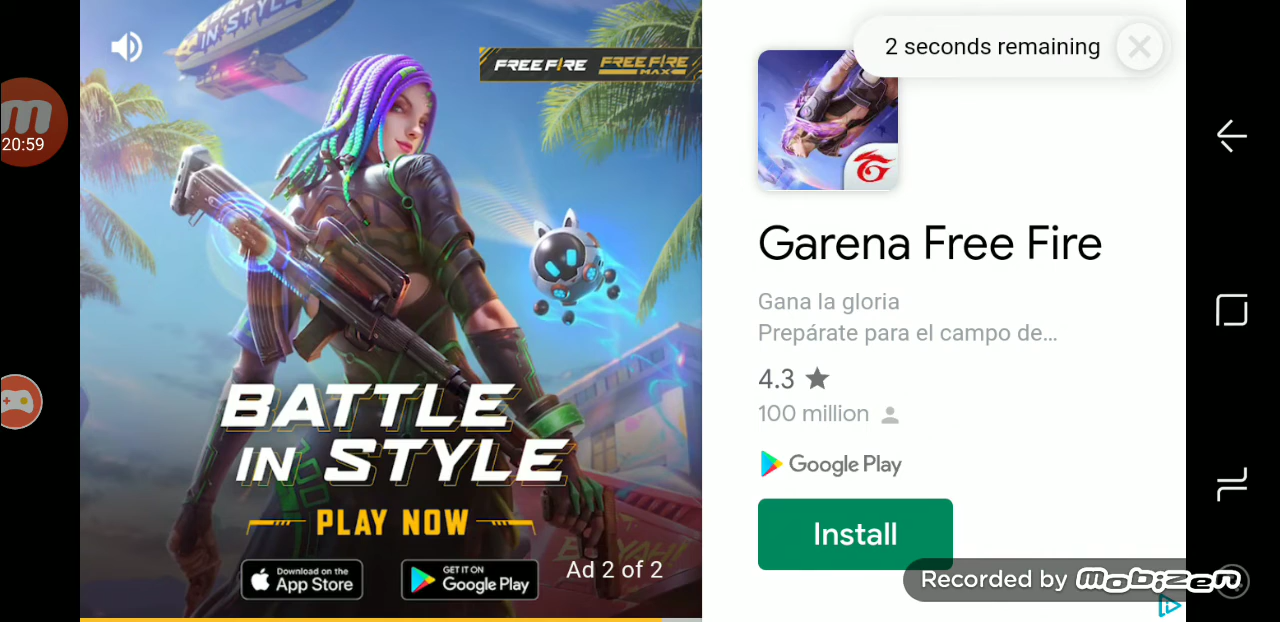 IN STYLE
FREE FIRE FREE FIRE MAX
2 seconds remaining
m
20:59
Garena Free Fire
Gana la gloria
Prepárate para el campo de...
4.3
100 million
Google Play
Install
BATTLE
IN STYLE
PLAY NOW
Download on the
App Store
GET IT ON
Google Play
BOOYAH!
Ad 2 of 2
Recorded by mobizen